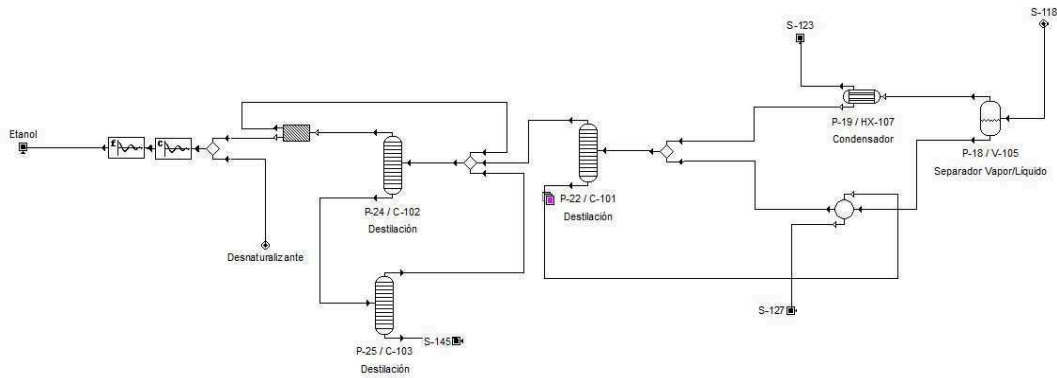 S-118
S-123
P-19 / HX-107
Condensador
P-18 / V-105
Separador Vapor/Líquido
Etanol
f
c
P-24 / C-102
Destilación
P-22 / C-101
Destilación
Desnaturalizante
S-127
P-25 / C-103
Destilación
S-145